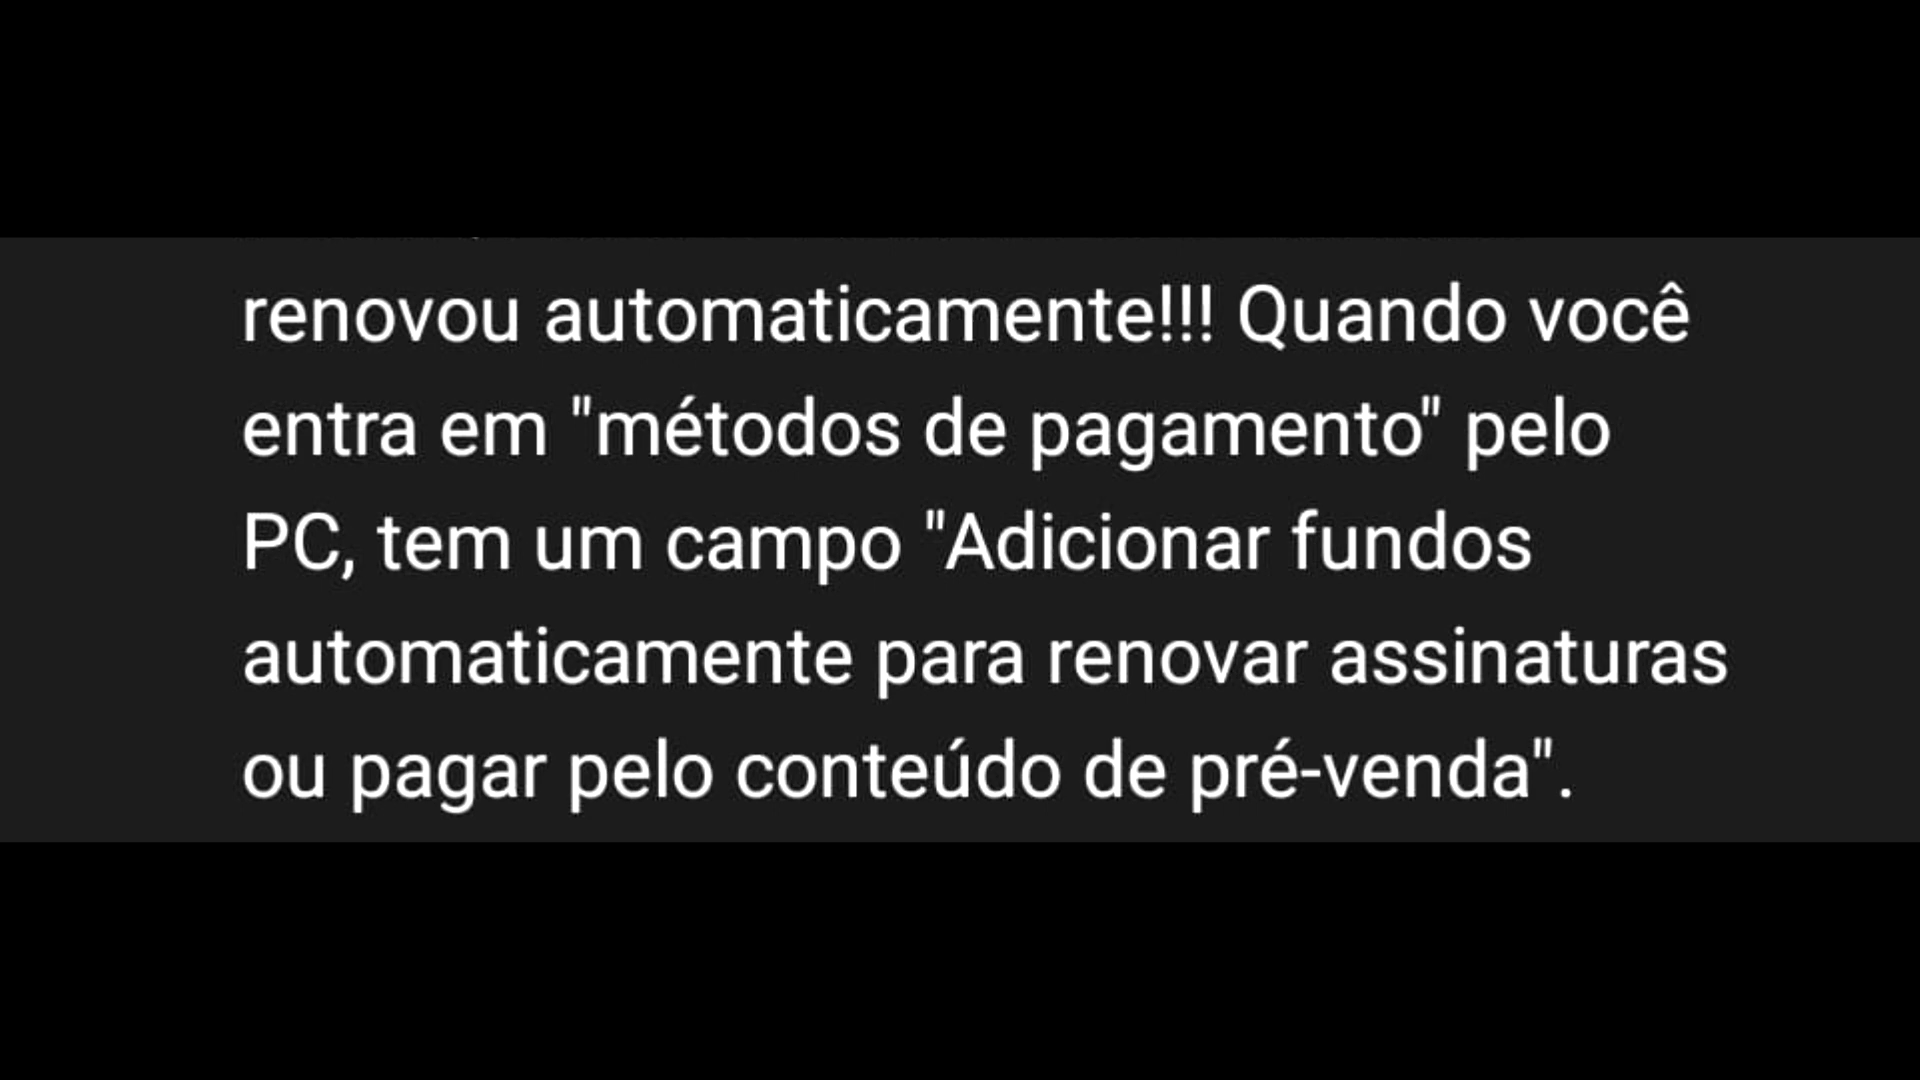 renovou automaticamente!!! Quando você
entra em "métodos de pagamento" pelo
PC, tem um campo "Adicionar fundos
automaticamente para renovar assinaturas
ou pagar pelo conteúdo de pré-venda".